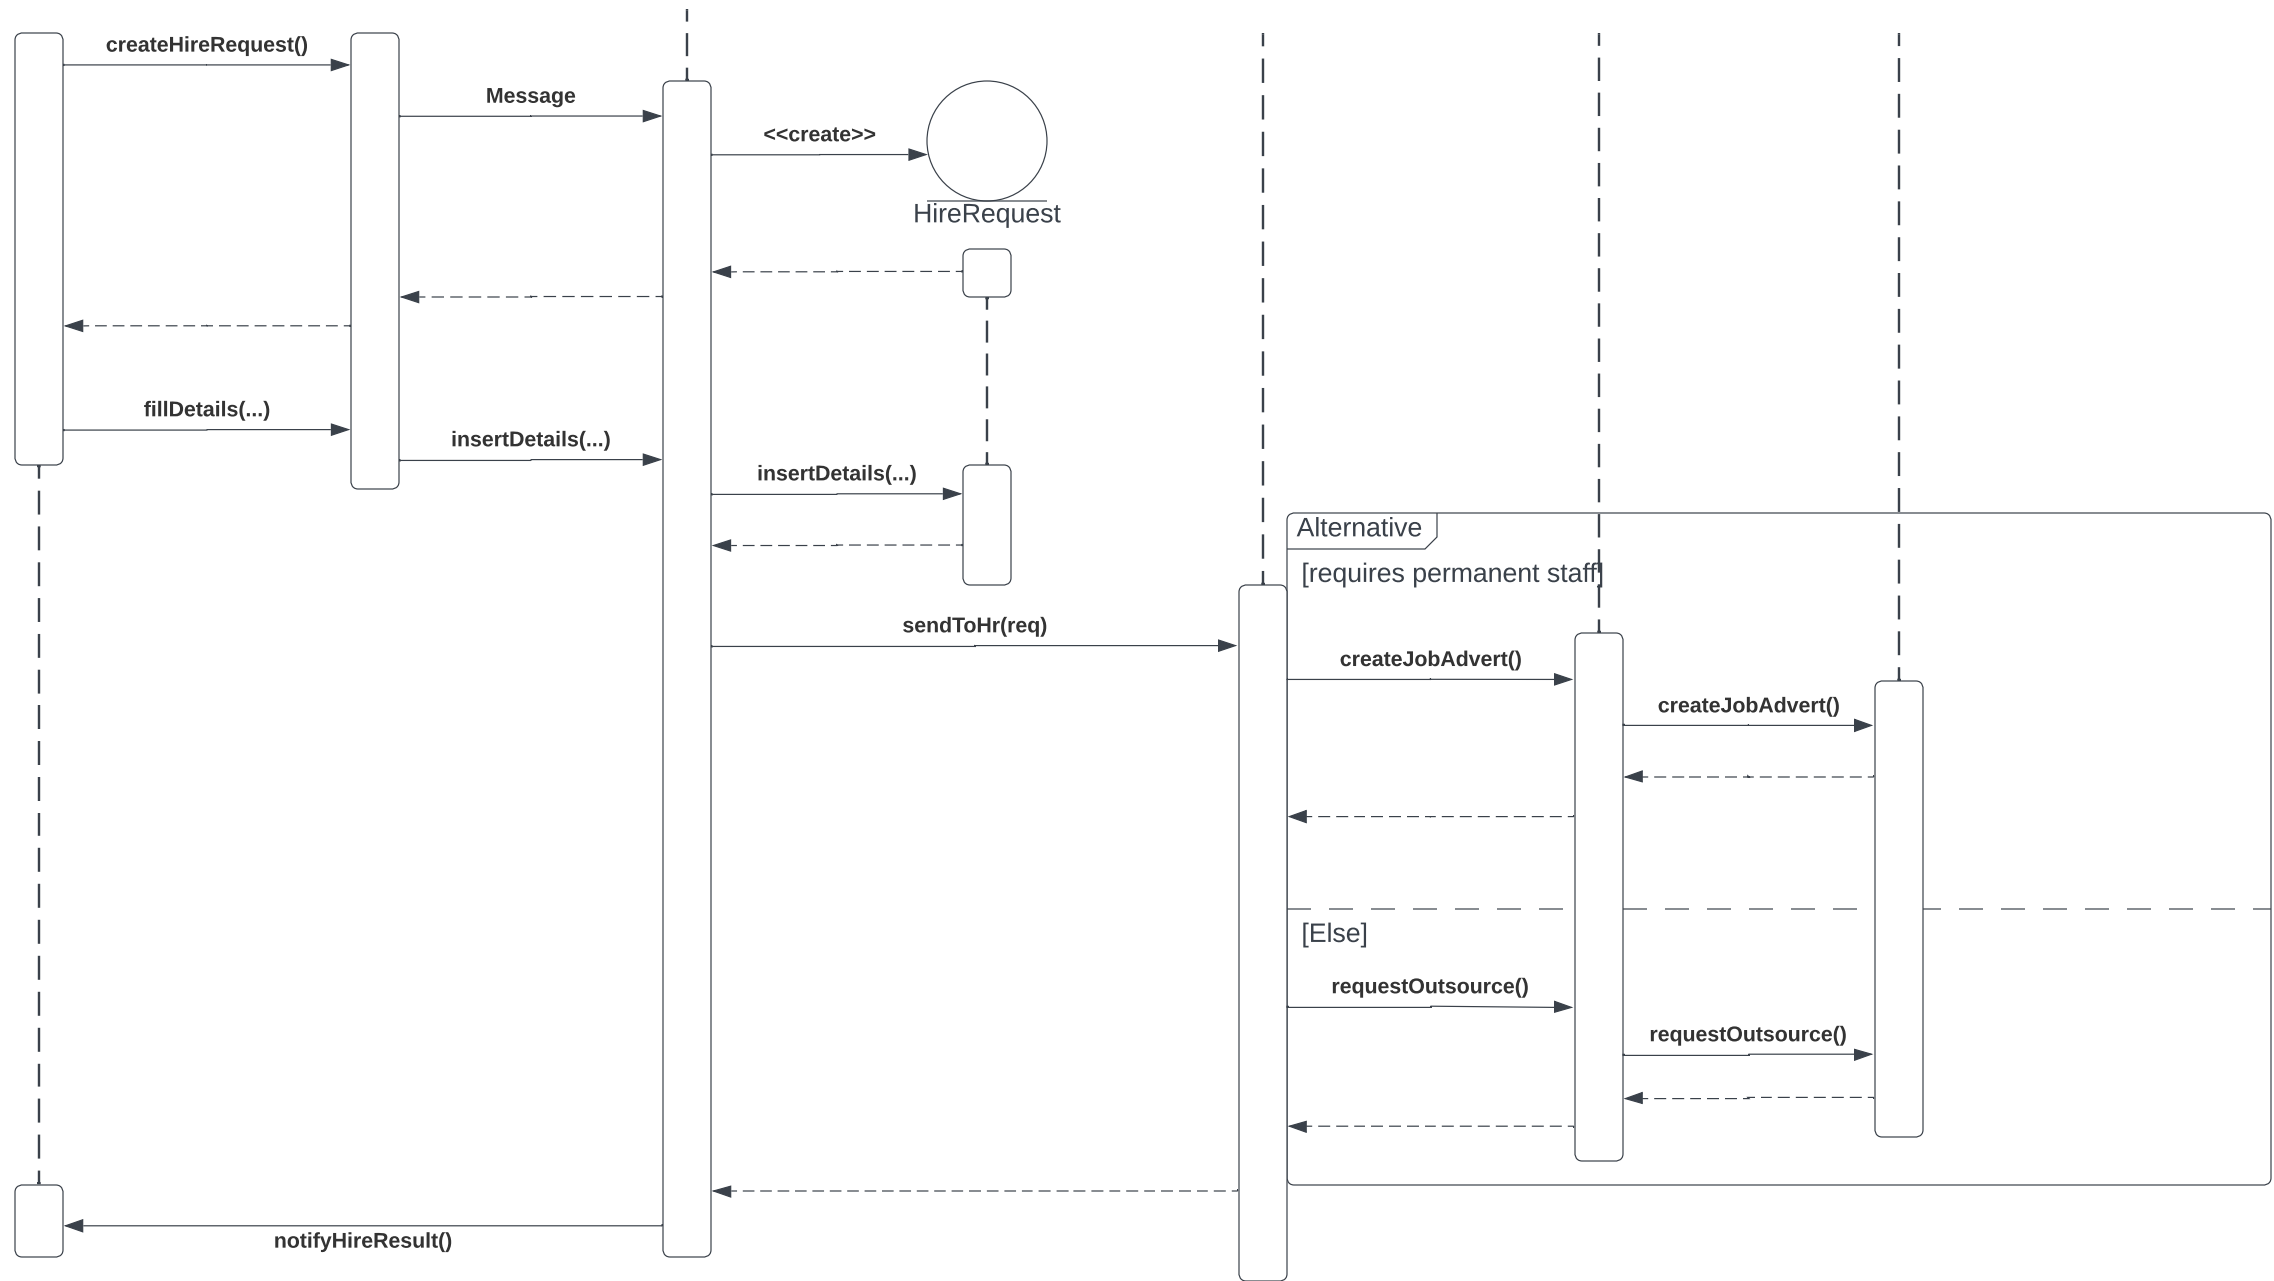 createHireRequest()
Message
<<create>>
HireRequest
fillDetails(...)
insertDetails(...)
insertDetails(...)
Alternative
[requires permanent staff]
sendToHr(req)
createJobAdvert()
createJobAdvert()
[Else]
requestOutsource()
requestOutsource()
notifyHireResult()